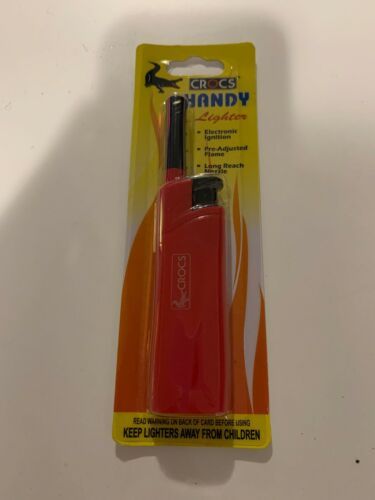 CROCS
HANDY
Lighter
Electronic
Ignition
Pre-Adjusted
Flame
Long Reach
Nozzle
CROCS
READ WARNING ON BACK OF CARD BEFORE USING
KEEP LIGHTERS AWAY FROM CHILDREN